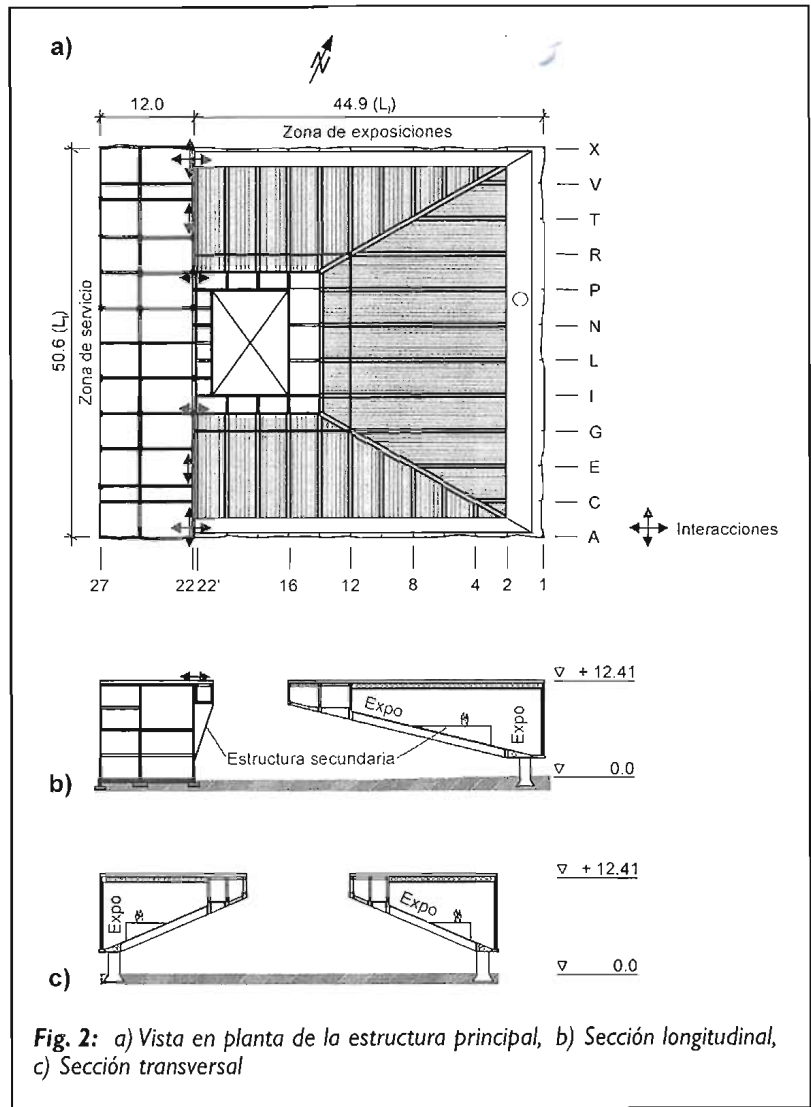 a)
N
12.0
44.9 (Lₗ)
Zona de exposiciones
50.6 (Lₜ)
Zona de servicio
X
V
T
R
P
N
L
I
G
E
C
A
Interacciones
27
22
22'
16
12
8
4
2
1
b)
Expo
Expo
Estructura secundaria
+ 12.41
0.0
c)
Expo
Expo
+ 12.41
0.0
Fig. 2: a) Vista en planta de la estructura principal, b) Sección longitudinal,
c) Sección transversal